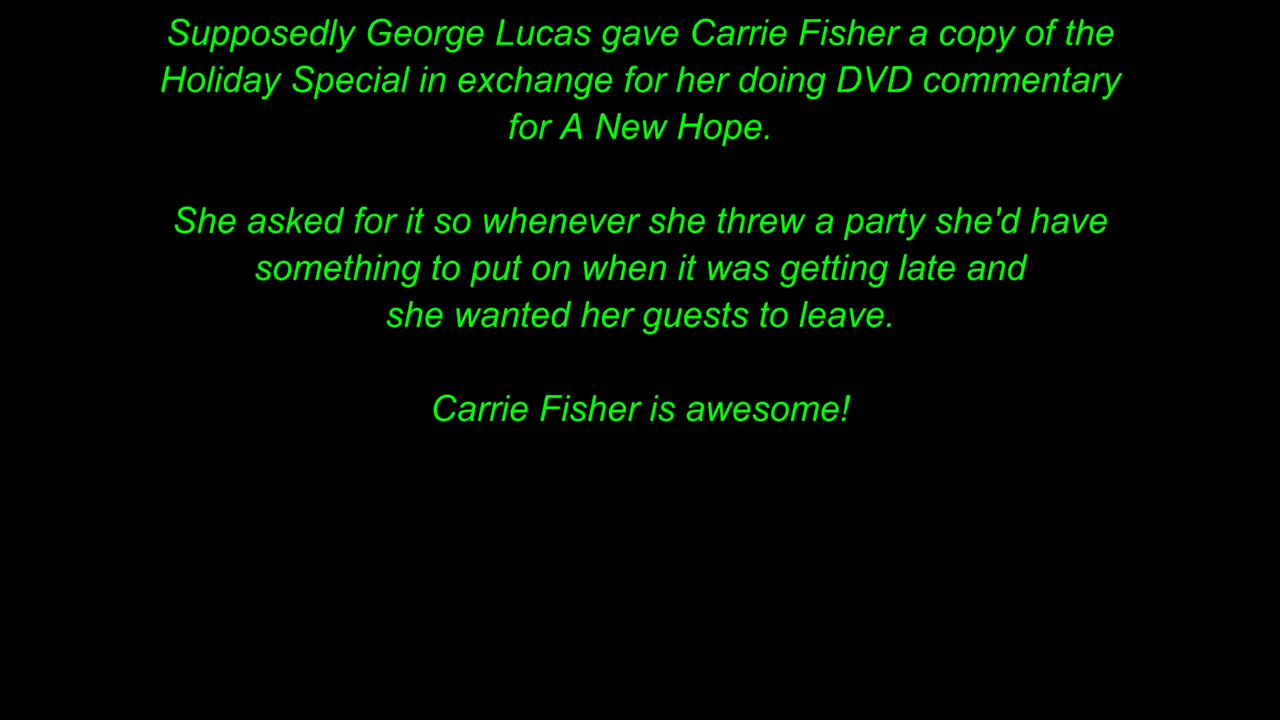 Supposedly George Lucas gave Carrie Fisher a copy of the
Holiday Special in exchange for her doing DVD commentary
for A New Hope.
She asked for it so whenever she threw a party she'd have
something to put on when it was getting late and
she wanted her guests to leave.
Carrie Fisher is awesome!